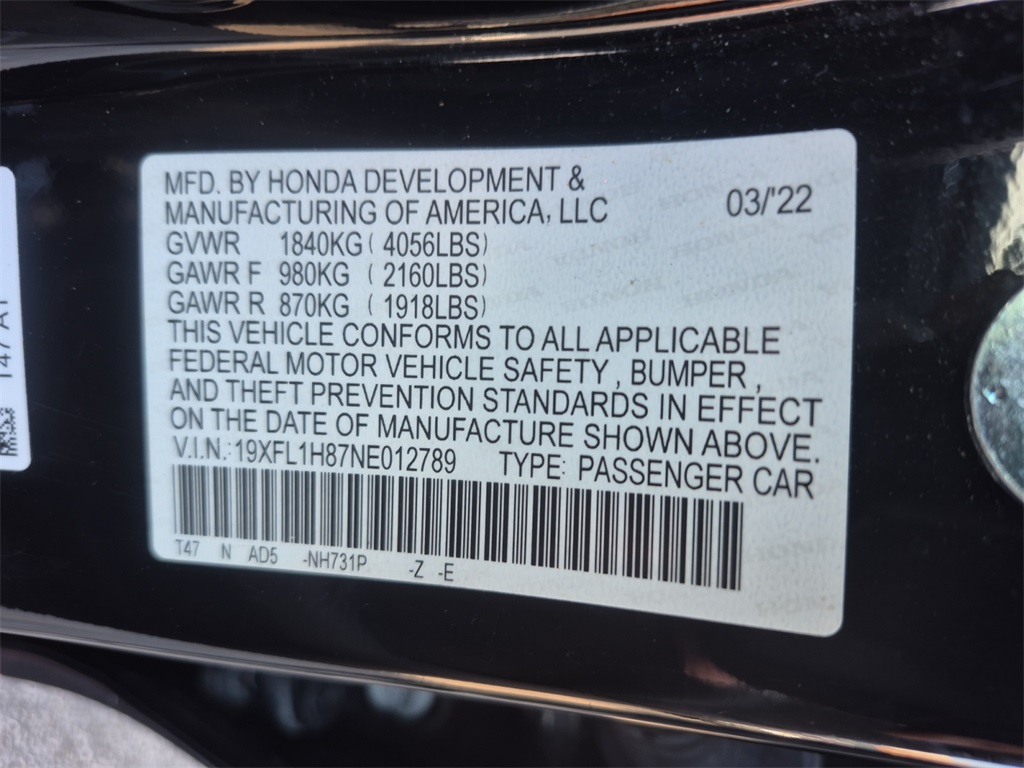 MFD. BY HONDA DEVELOPMENT &
MANUFACTURING OF AMERICA, LLC 03/'22
GVWR 1840KG ( 4056LBS)
GAWR F 980KG ( 2160LBS)
GAWR R 870KG ( 1918LBS)
THIS VEHICLE CONFORMS TO ALL APPLICABLE
FEDERAL MOTOR VEHICLE SAFETY , BUMPER ,
AND THEFT PREVENTION STANDARDS IN EFFECT
ON THE DATE OF MANUFACTURE SHOWN ABOVE.
V.I.N.: 19XFL1H87NE012789 TYPE: PASSENGER CAR
T47 N AD5 -NH731P -Z -E